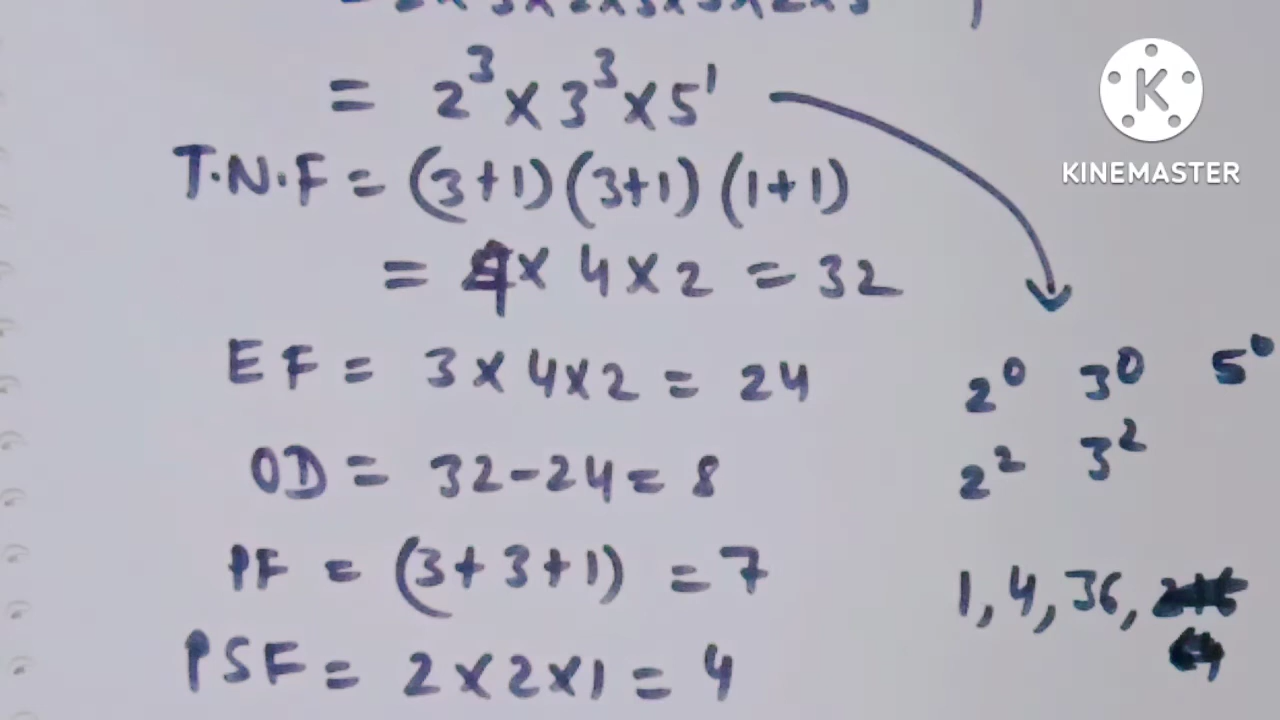 = 2³ × 3³ × 5¹
T.N.F = (3+1) (3+1) (1+1)
= 4 × 4 × 2 = 32
EF = 3 × 4 × 2 = 24
OD = 32 - 24 = 8
PF = (3 + 3 + 1) = 7
PSF = 2 × 2 × 1 = 4
2⁰ 3⁰ 5⁰
2² 3²
1, 4, 36,
K
KINEMASTER